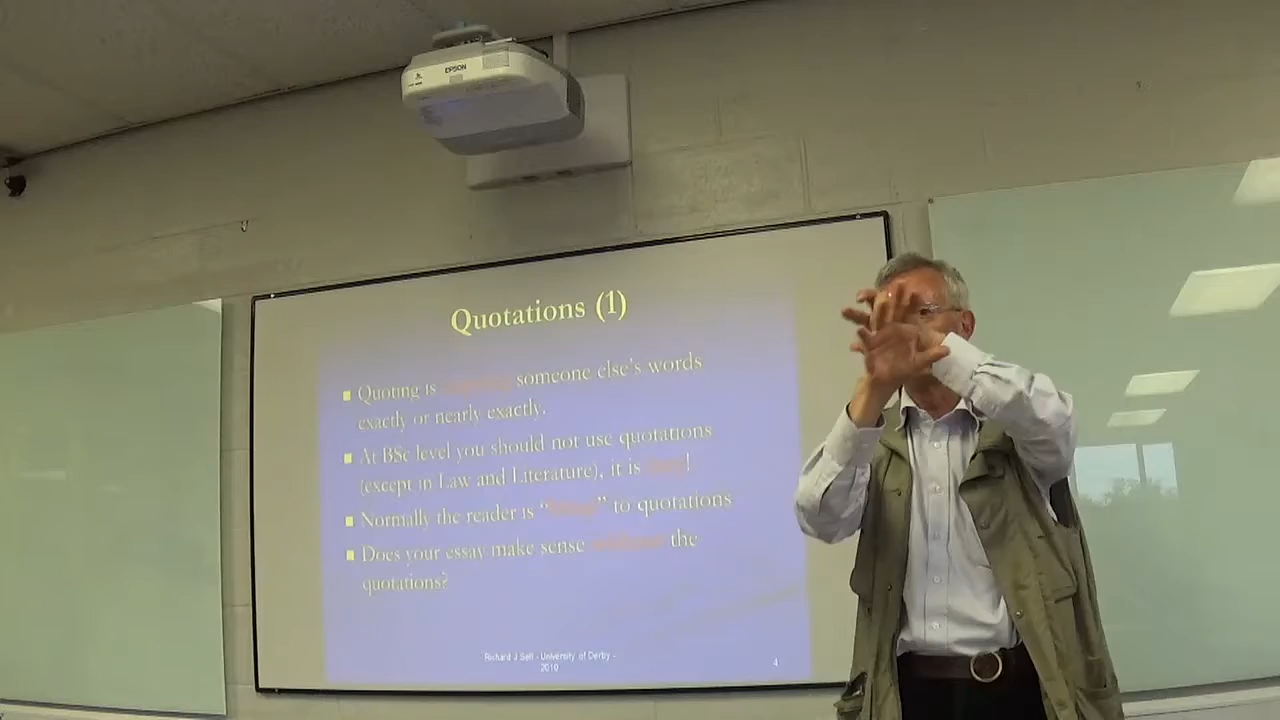 EPSON
Quotations (1)
Quoting is someone else's words
exactly or nearly exactly.
At BSc level you should not use quotations
(except in Law and Literature), it is !
Normally the reader is "" to quotations
Does your essay make sense without the
quotations?
Richard J Self - University of Derby -
2010
4